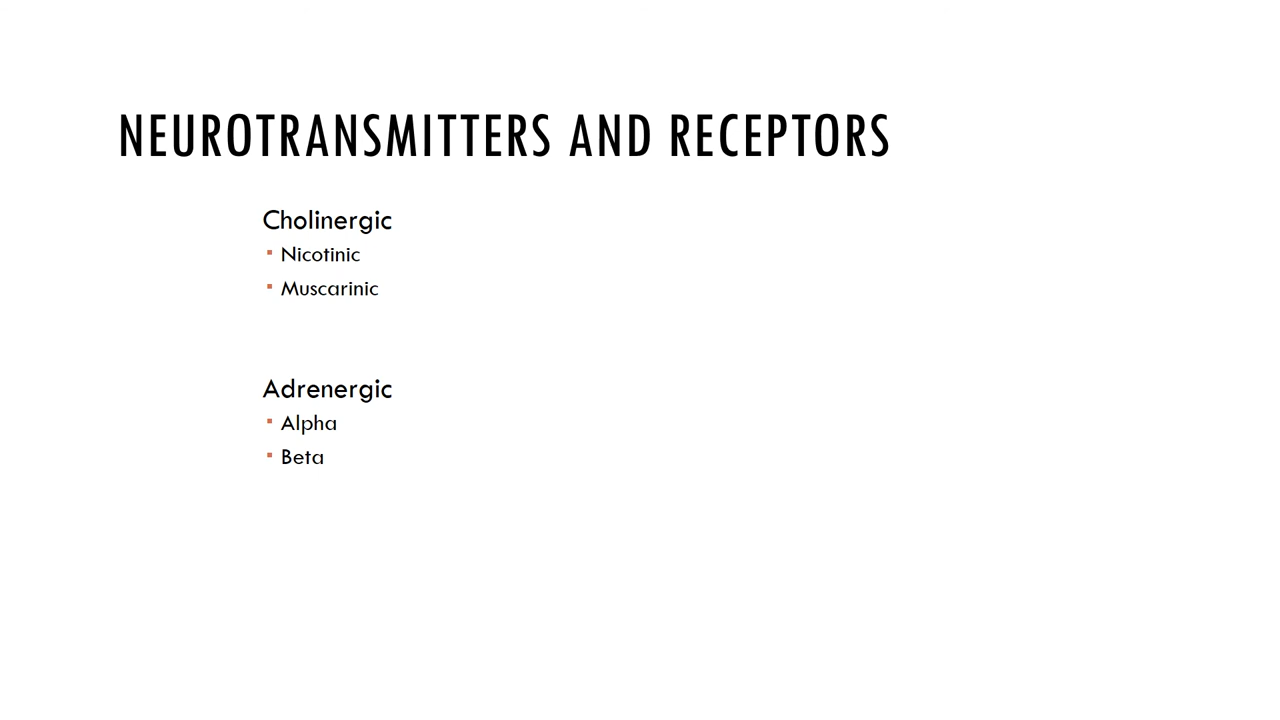 NEUROTRANSMITTERS AND RECEPTORS
Cholinergic
▪ Nicotinic
▪ Muscarinic
Adrenergic
▪ Alpha
▪ Beta